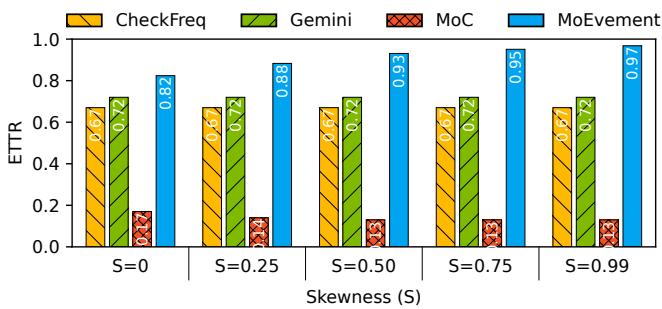 CheckFreq Gemini MoC MoEvement
1.0
0.8
0.6
0.4
0.2
0.0
ETTR
0.67 0.72 0.17 0.82
0.67 0.72 0.14 0.88
0.67 0.72 0.13 0.93
0.67 0.72 0.13 0.95
0.67 0.72 0.13 0.97
S=0 S=0.25 S=0.50 S=0.75 S=0.99
Skewness (S)